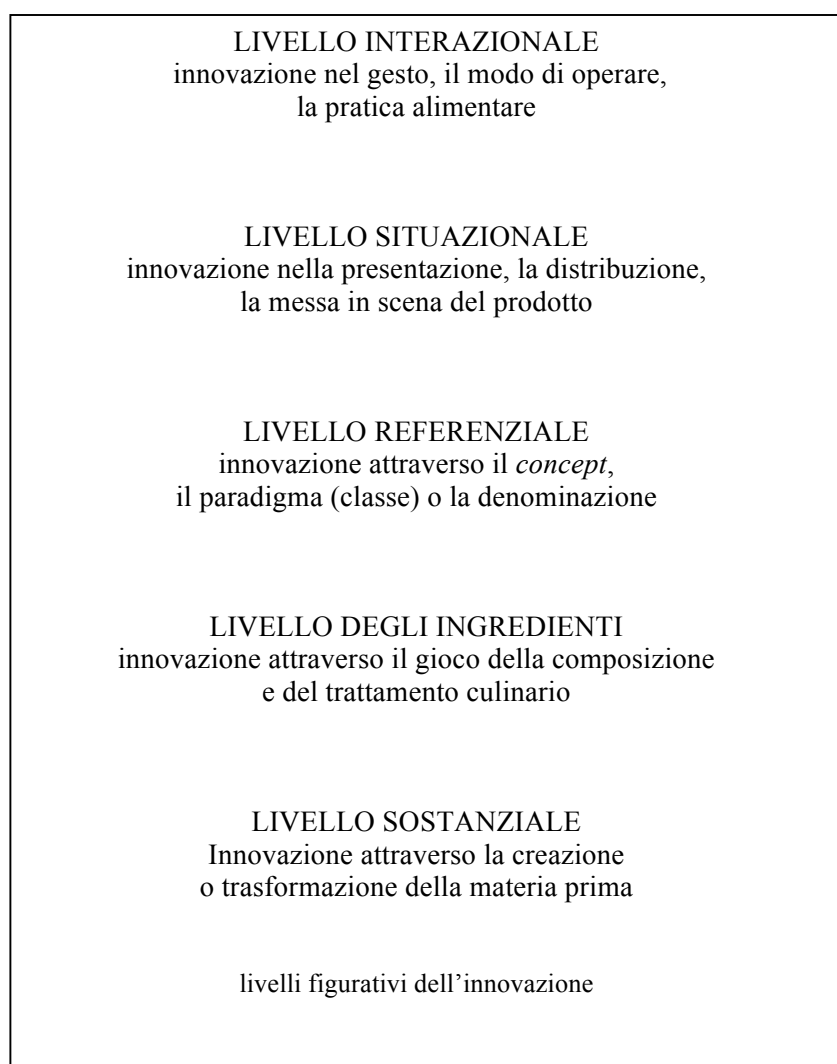 LIVELLO INTERAZIONALE
innovazione nel gesto, il modo di operare,
la pratica alimentare
LIVELLO SITUAZIONALE
innovazione nella presentazione, la distribuzione,
la messa in scena del prodotto
LIVELLO REFERENZIALE
innovazione attraverso il concept,
il paradigma (classe) o la denominazione
LIVELLO DEGLI INGREDIENTI
innovazione attraverso il gioco della composizione
e del trattamento culinario
LIVELLO SOSTANZIALE
Innovazione attraverso la creazione
o trasformazione della materia prima
livelli figurativi dell’innovazione